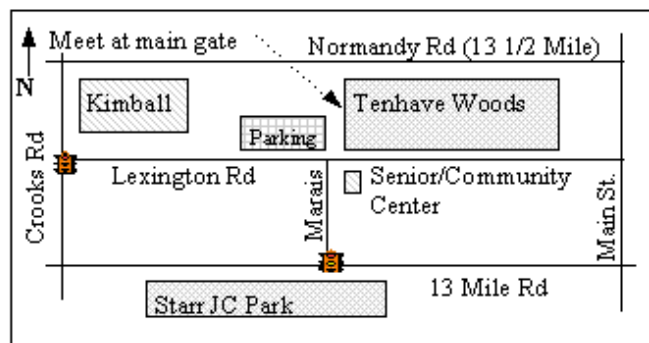 Meet at main gate
Normandy Rd (13 1/2 Mile)
N
Kimball
Tenhave Woods
Parking
Crooks Rd
Lexington Rd
Marais
Senior/Community
Center
Main St.
13 Mile Rd
Starr JC Park